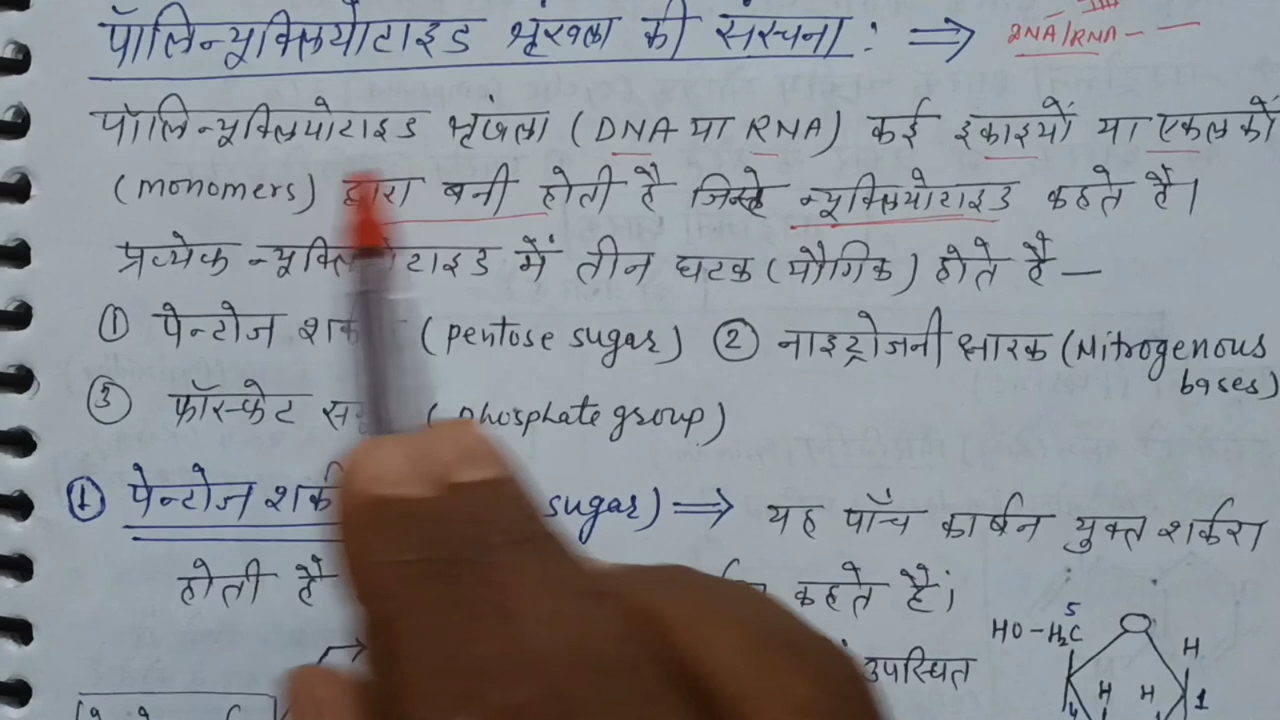 पॉलिन्यूक्लियोटाइड श्रृंखला की संरचना : ⇒ DNA/RNA - —
पॉलिन्यूक्लियोटाइड श्रृंखला (DNA या RNA) कई इकाइयों या एकलकों
(monomers) द्वारा बनी होती है जिन्हे न्यूक्लियोटाइड कहते है।
प्रत्येक न्यूक्लियोटाइड में तीन घटक (यौगिक) होते है —
① पेन्टोज (pentose sugar) ② नाइट्रोजनी क्षारक (Nitrogenous
bases)
③ फॉस्फेट (phosphate group)
① पेन्टोज sugar) ⇒ यह पाँच कार्बन युक्त शर्करा
होती है कहते है।
उपस्थित
HO-H₂C 5
H
H H 1
4